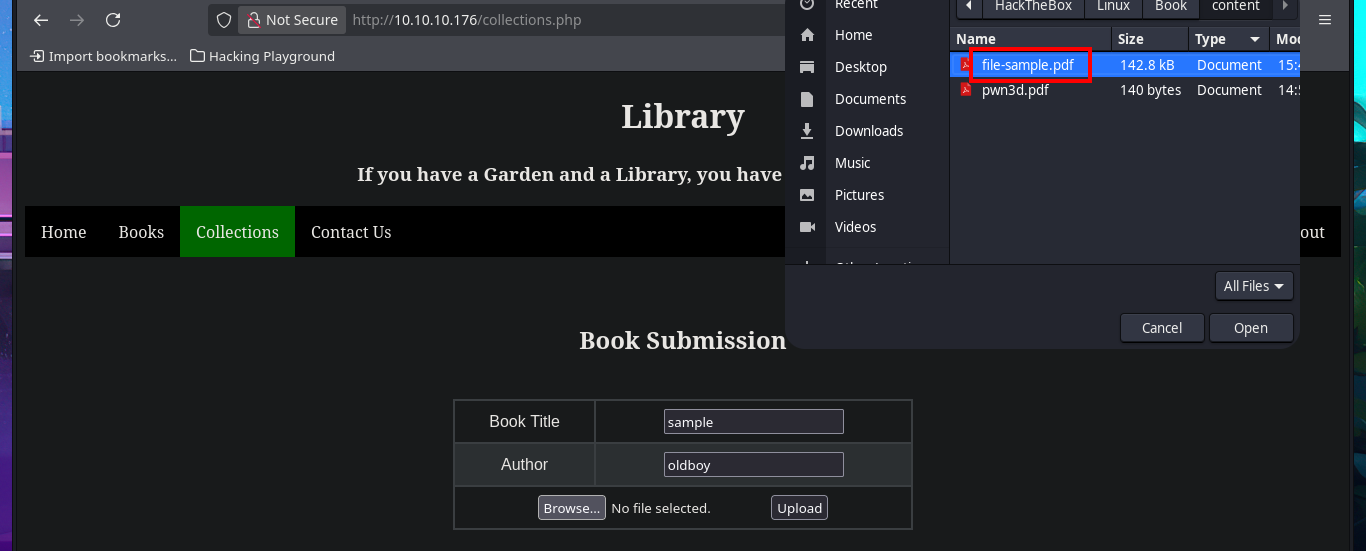 Not Secure http://10.10.10.176/collections.php
Import bookmarks... Hacking Playground
Library
If you have a Garden and a Library, you have
Home Books Collections Contact Us
out
Book Submission
Book Title sample
Author oldboy
Browse... No file selected. Upload
Recent
Home
Desktop
Documents
Downloads
Music
Pictures
Videos
HackTheBox Linux Book content
Name Size Type Mo
file-sample.pdf 142.8 kB Document 15:
pwn3d.pdf 140 bytes Document 14:
All Files
Cancel Open